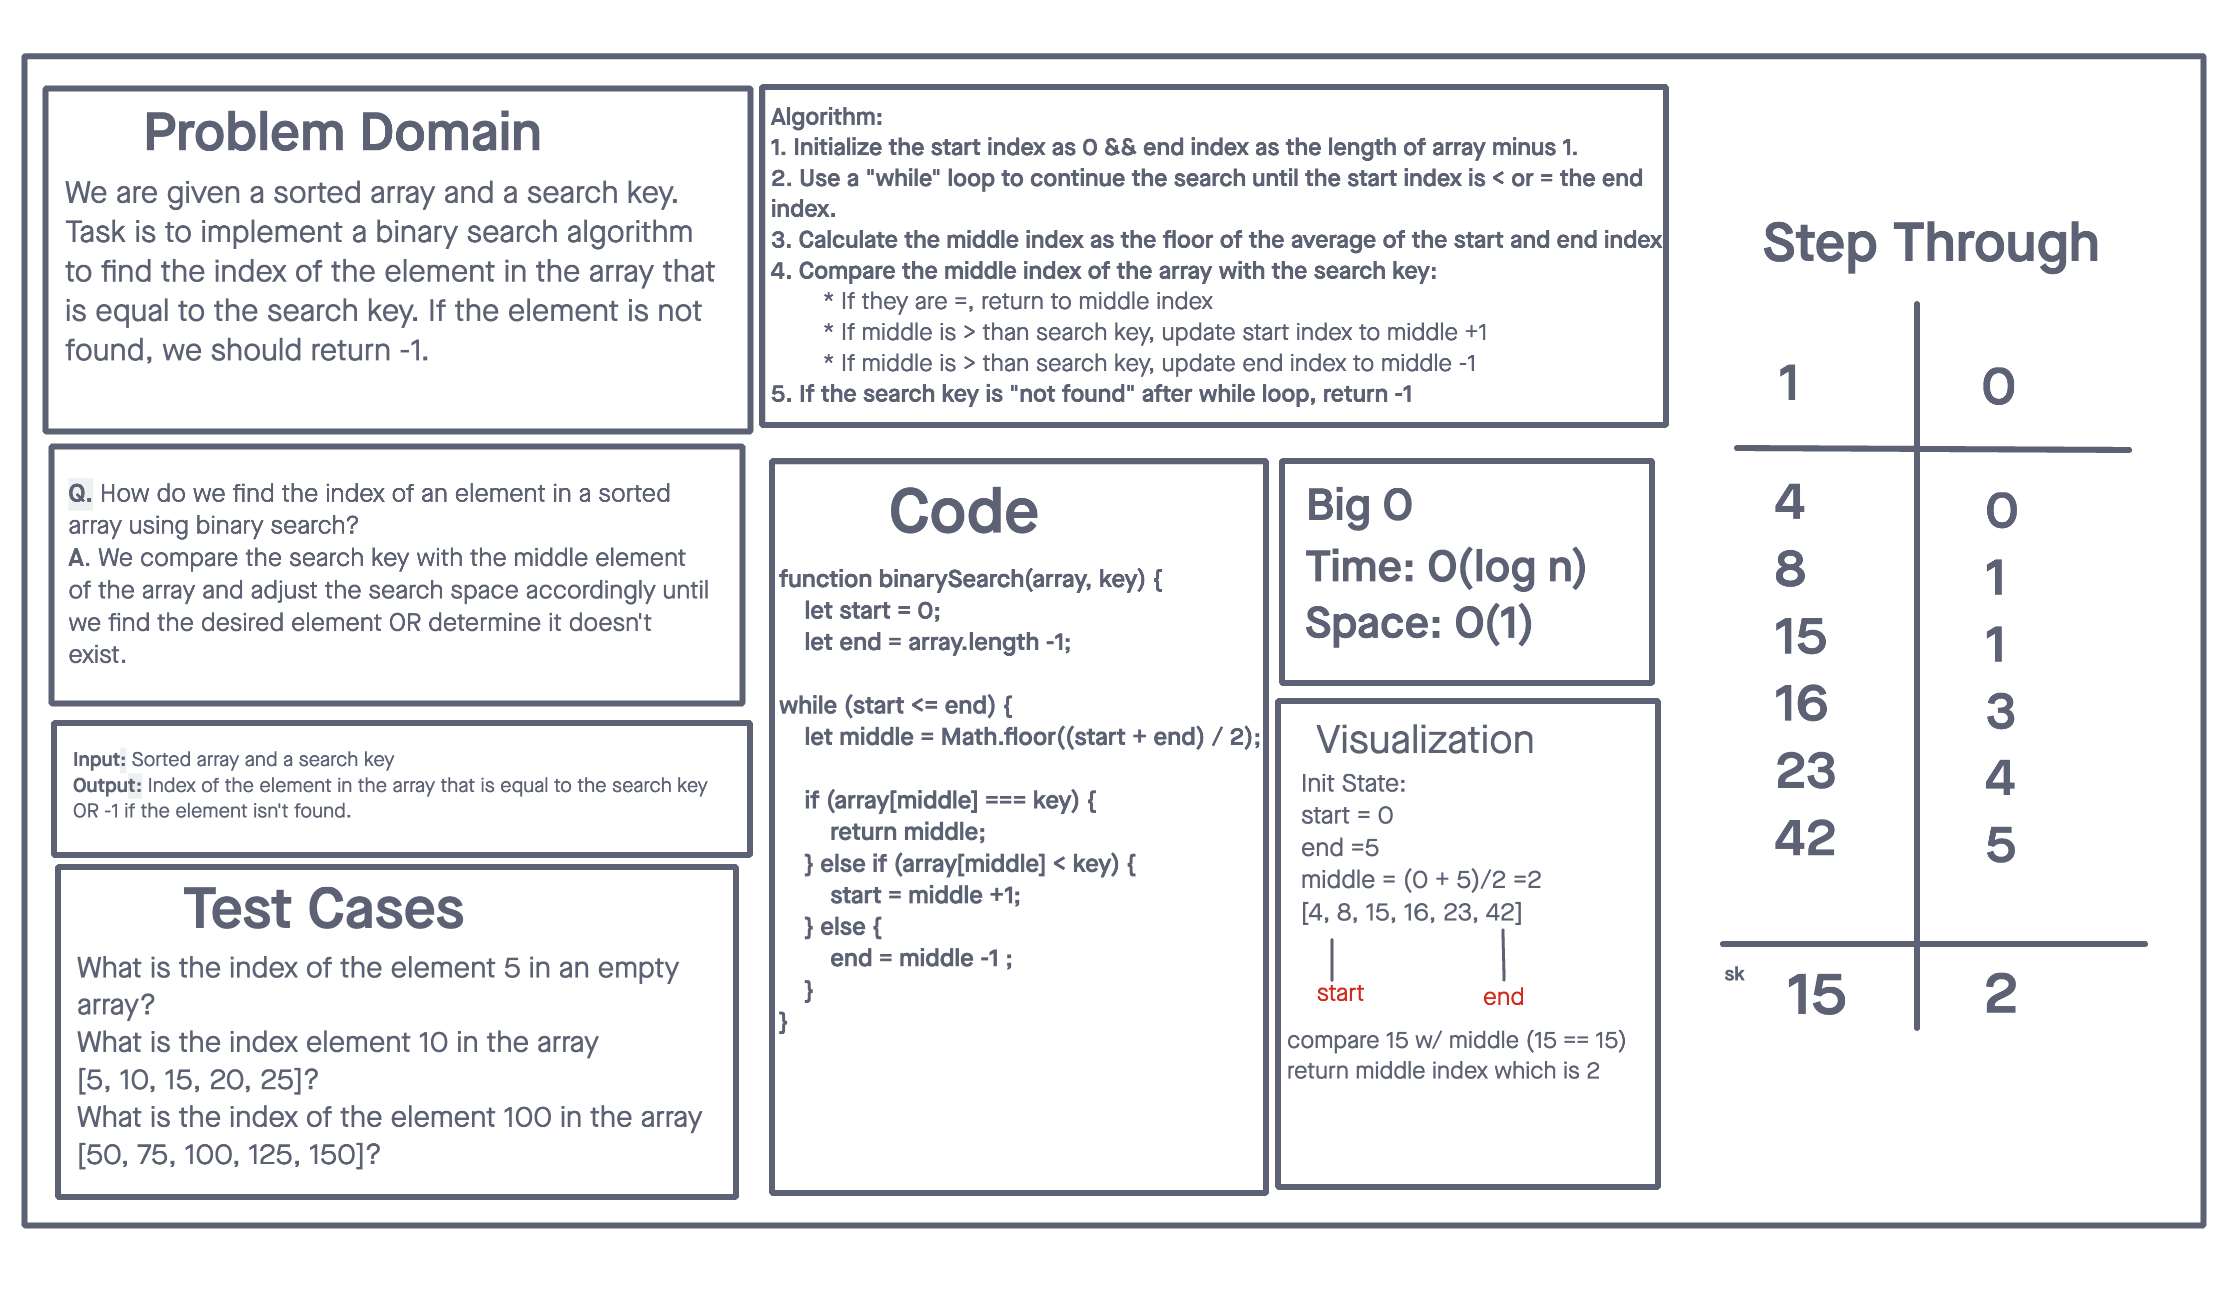 Problem Domain
We are given a sorted array and a search key.
Task is to implement a binary search algorithm
to find the index of the element in the array that
is equal to the search key. If the element is not
found, we should return -1.
Q. How do we find the index of an element in a sorted
array using binary search?
A. We compare the search key with the middle element
of the array and adjust the search space accordingly until
we find the desired element OR determine it doesn't
exist.
Input: Sorted array and a search key
Output: Index of the element in the array that is equal to the search key
OR -1 if the element isn't found.
Test Cases
What is the index of the element 5 in an empty
array?
What is the index element 10 in the array
[5, 10, 15, 20, 25]?
What is the index of the element 100 in the array
[50, 75, 100, 125, 150]?
Algorithm:
1. Initialize the start index as 0 && end index as the length of array minus 1.
2. Use a "while" loop to continue the search until the start index is < or = the end
index.
3. Calculate the middle index as the floor of the average of the start and end index
4. Compare the middle index of the array with the search key:
* If they are =, return to middle index
* If middle is > than search key, update start index to middle +1
* If middle is > than search key, update end index to middle -1
5. If the search key is "not found" after while loop, return -1
Code
function binarySearch(array, key) {
let start = 0;
let end = array.length -1;
while (start <= end) {
let middle = Math.floor((start + end) / 2);
if (array[middle] === key) {
return middle;
} else if (array[middle] < key) {
start = middle +1;
} else {
end = middle -1 ;
}
}
Big O
Time: O(log n)
Space: O(1)
Visualization
Init State:
start = 0
end =5
middle = (0 + 5)/2 =2
[4, 8, 15, 16, 23, 42]
start end
compare 15 w/ middle (15 == 15)
return middle index which is 2
Step Through
1 0
4 0
8 1
15 1
16 3
23 4
42 5
sk 15 2